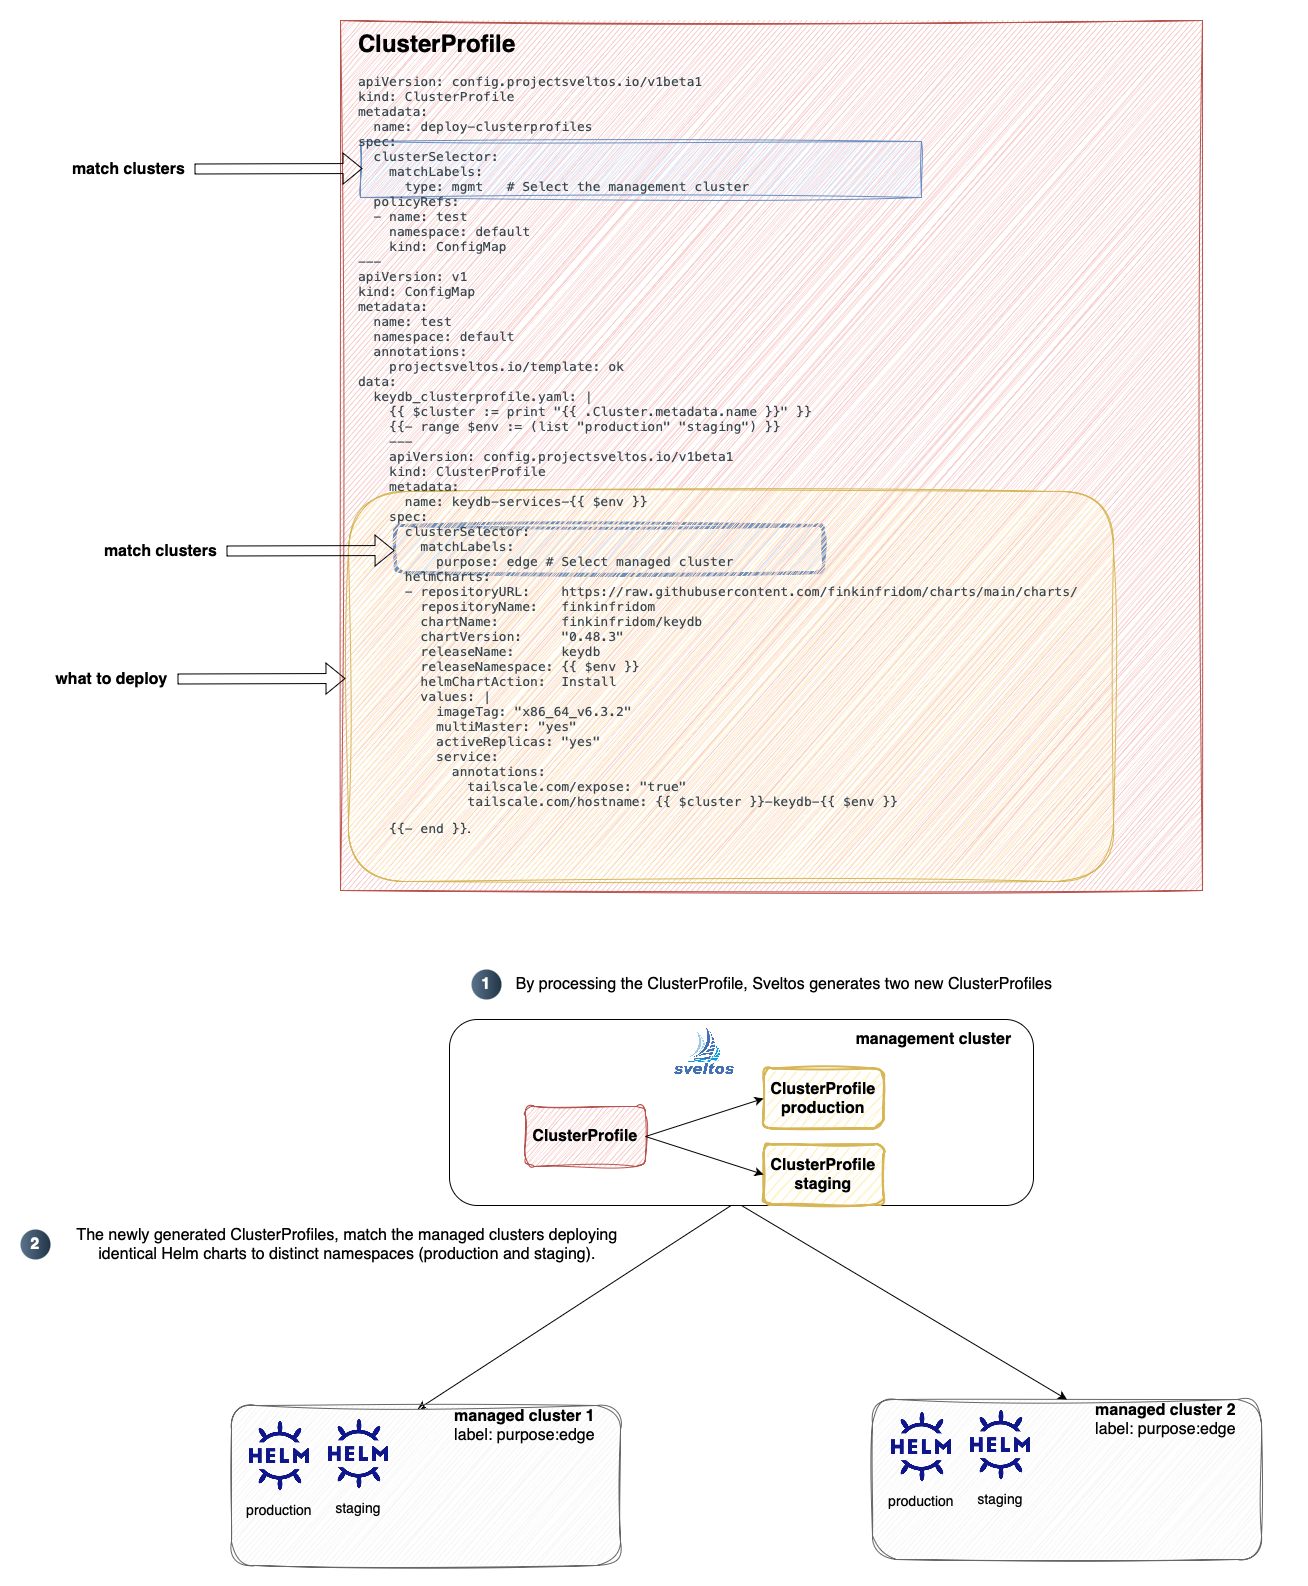 ClusterProfile
apiVersion: config.projectsveltos.io/v1beta1
kind: ClusterProfile
metadata:
  name: deploy-clusterprofiles
spec:
  clusterSelector:
match clusters
    matchLabels:
      type: mgmt   # Select the management cluster
  policyRefs:
  - name: test
    namespace: default
    kind: ConfigMap
---
apiVersion: v1
kind: ConfigMap
metadata:
  name: test
  namespace: default
  annotations:
    projectsveltos.io/template: ok
data:
  keydb_clusterprofile.yaml: |
    {{ $cluster := print "{{ .Cluster.metadata.name }}" }}
    {{- range $env := (list "production" "staging") }}
    ---
    apiVersion: config.projectsveltos.io/v1beta1
    kind: ClusterProfile
    metadata:
      name: keydb-services-{{ $env }}
    spec:
      clusterSelector:
match clusters
        matchLabels:
          purpose: edge # Select managed cluster
      helmCharts:
      - repositoryURL:    https://raw.githubusercontent.com/finkinfridom/charts/main/charts/
        repositoryName:   finkinfridom
        chartName:        finkinfridom/keydb
        chartVersion:     "0.48.3"
        releaseName:      keydb
        releaseNamespace: {{ $env }}
what to deploy
        helmChartAction:  Install
        values: |
          imageTag: "x86_64_v6.3.2"
          multiMaster: "yes"
          activeReplicas: "yes"
          service:
            annotations:
              tailscale.com/expose: "true"
              tailscale.com/hostname: {{ $cluster }}-keydb-{{ $env }}
    {{- end }}.
1 By processing the ClusterProfile, Sveltos generates two new ClusterProfiles
management cluster
sveltos
ClusterProfile
production
ClusterProfile
ClusterProfile
staging
2 The newly generated ClusterProfiles, match the managed clusters deploying
identical Helm charts to distinct namespaces (production and staging).
managed cluster 1
label: purpose:edge
HELM
HELM
production
staging
managed cluster 2
label: purpose:edge
HELM
HELM
production
staging